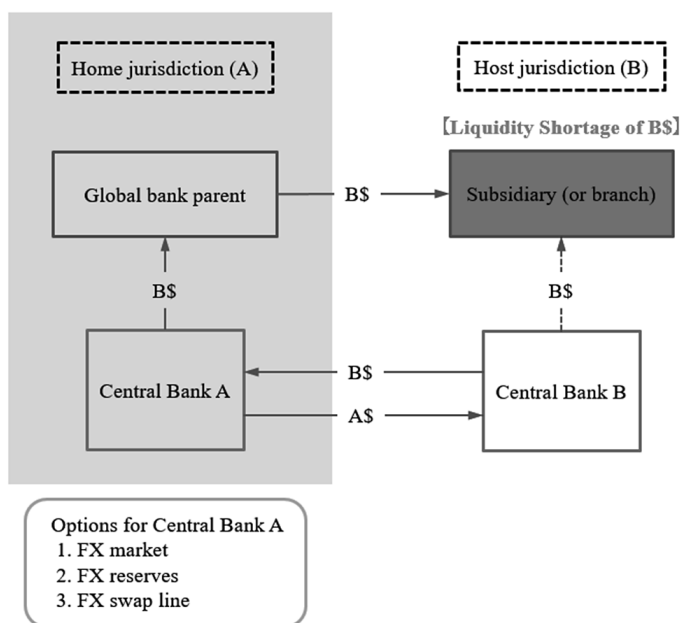 Home jurisdiction (A)
Host jurisdiction (B)
【Liquidity Shortage of B$】
Global bank parent
B$
Subsidiary (or branch)
B$
B$
Central Bank A
B$
A$
Central Bank B
Options for Central Bank A
1. FX market
2. FX reserves
3. FX swap line